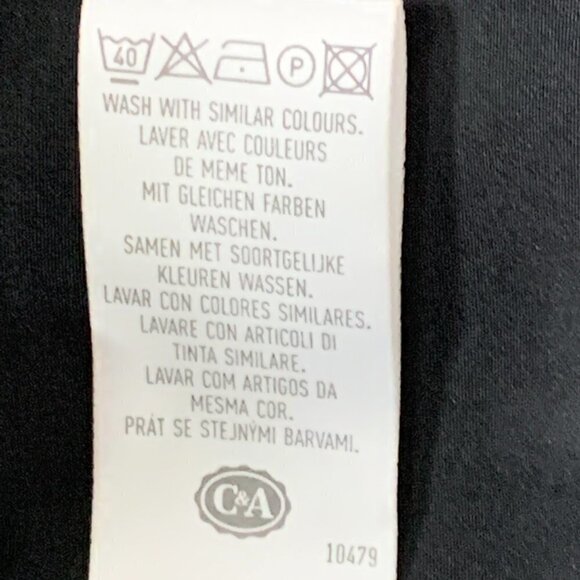 40
P
WASH WITH SIMILAR COLOURS.
LAVER AVEC COULEURS
DE MEME TON.
MIT GLEICHEN FARBEN
WASCHEN.
SAMEN MET SOORTGELIJKE
KLEUREN WASSEN.
LAVAR CON COLORES SIMILARES.
LAVARE CON ARTICOLI DI
TINTA SIMILARE.
LAVAR COM ARTIGOS DA
MESMA COR.
PRÁT SE STEJNÝMI BARVAMI.
C&A
10479